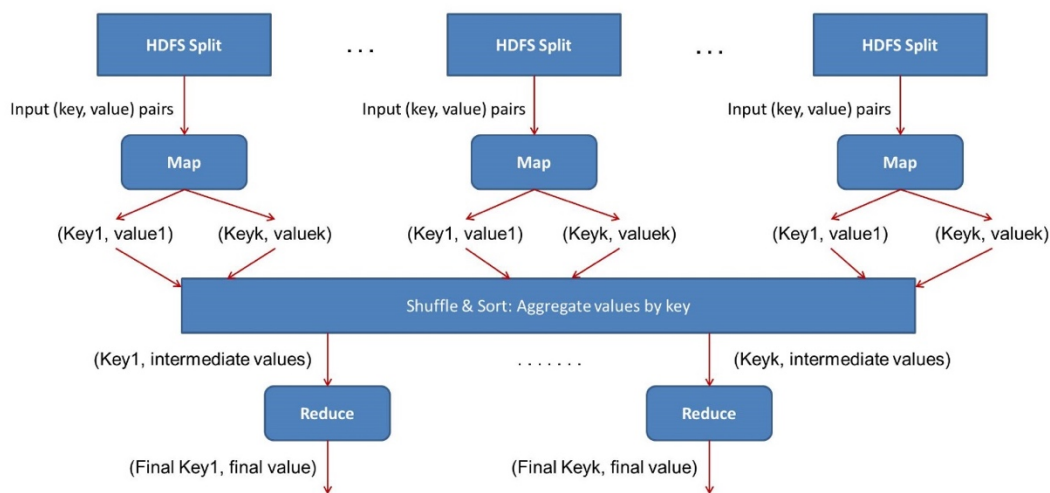 HDFS Split
. . .
HDFS Split
. . .
HDFS Split
Input (key, value) pairs
Input (key, value) pairs
Input (key, value) pairs
Map
Map
Map
(Key1, value1)
(Keyk, valuek)
(Key1, value1)
(Keyk, valuek)
(Key1, value1)
(Keyk, valuek)
Shuffle & Sort: Aggregate values by key
(Key1, intermediate values)
. . . . . . .
(Keyk, intermediate values)
Reduce
Reduce
(Final Key1, final value)
(Final Keyk, final value)